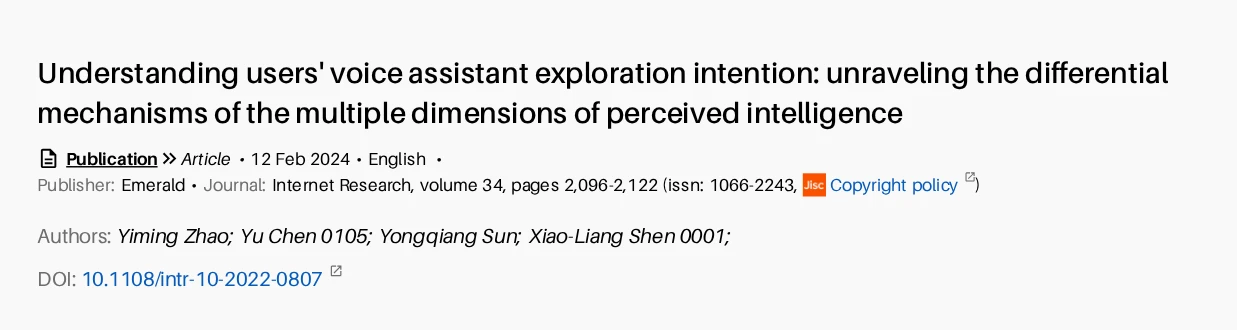 Understanding users' voice assistant exploration intention: unraveling the differential
mechanisms of the multiple dimensions of perceived intelligence
Publication Article • 12 Feb 2024 • English •
Publisher: Emerald • Journal: Internet Research, volume 34, pages 2,096-2,122 (issn: 1066-2243, Jisc Copyright policy )
Authors: Yiming Zhao; Yu Chen 0105; Yongqiang Sun; Xiao-Liang Shen 0001;
DOI: 10.1108/intr-10-2022-0807